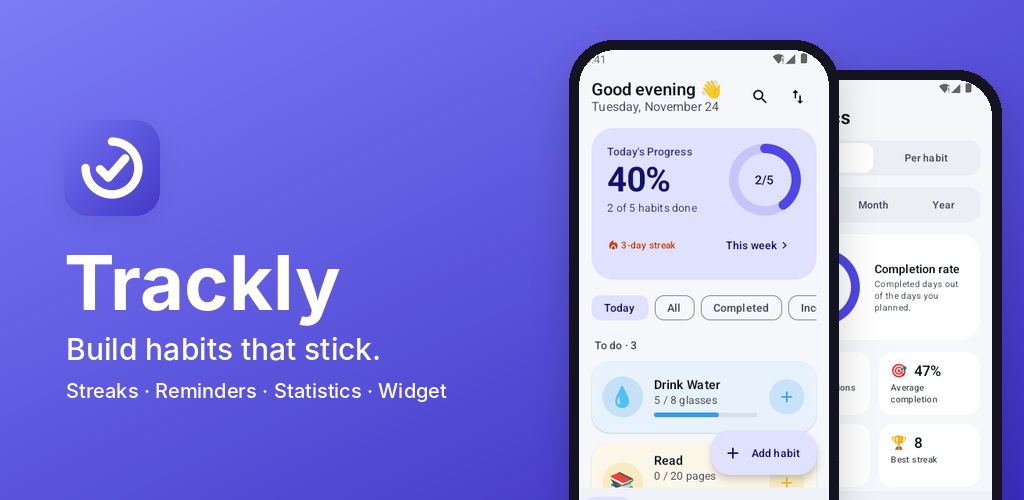 Trackly
Build habits that stick.
Streaks · Reminders · Statistics · Widget
:41
Good evening 👋
Tuesday, November 24
Today's Progress
40%
2 of 5 habits done
2/5
3-day streak
This week
Today
All
Completed
To do · 3
Drink Water
5 / 8 glasses
Read
0 / 20 pages
Add habit
Per habit
Month
Year
Completion rate
Completed days out
of the days you
planned.
47%
Average
completion
8
Best streak